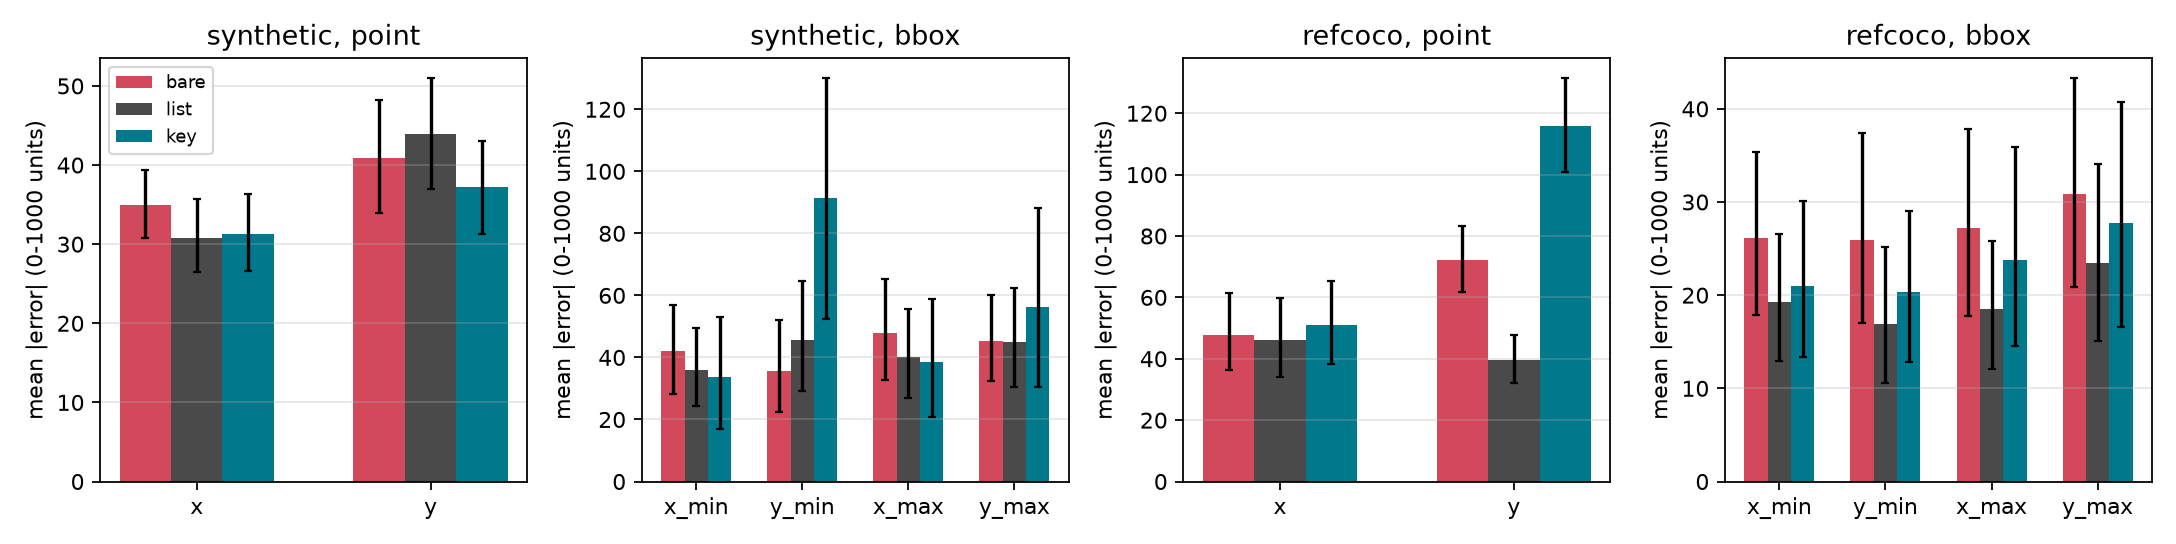 synthetic, point
mean |error| (0-1000 units)
50
40
30
20
10
0
bare
list
key
x
y
synthetic, bbox
mean |error| (0-1000 units)
120
100
80
60
40
20
0
x_min
y_min
x_max
y_max
refcoco, point
mean |error| (0-1000 units)
120
100
80
60
40
20
0
x
y
refcoco, bbox
mean |error| (0-1000 units)
40
30
20
10
0
x_min
y_min
x_max
y_max